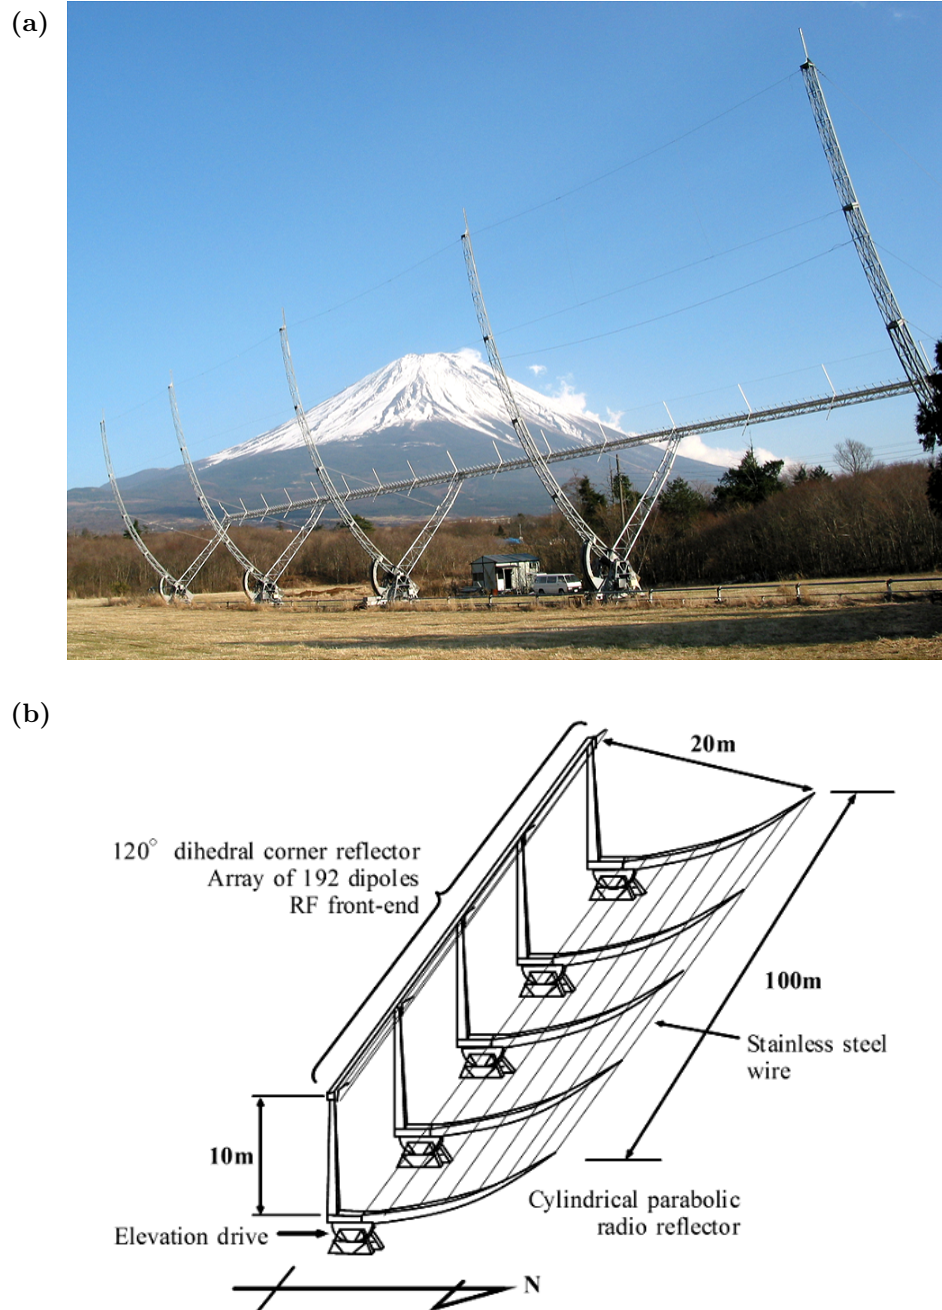 (a)
(b)
20m
120° dihedral corner reflector
Array of 192 dipoles
RF front-end
100m
Stainless steel
wire
10m
Cylindrical parabolic
radio reflector
Elevation drive
N